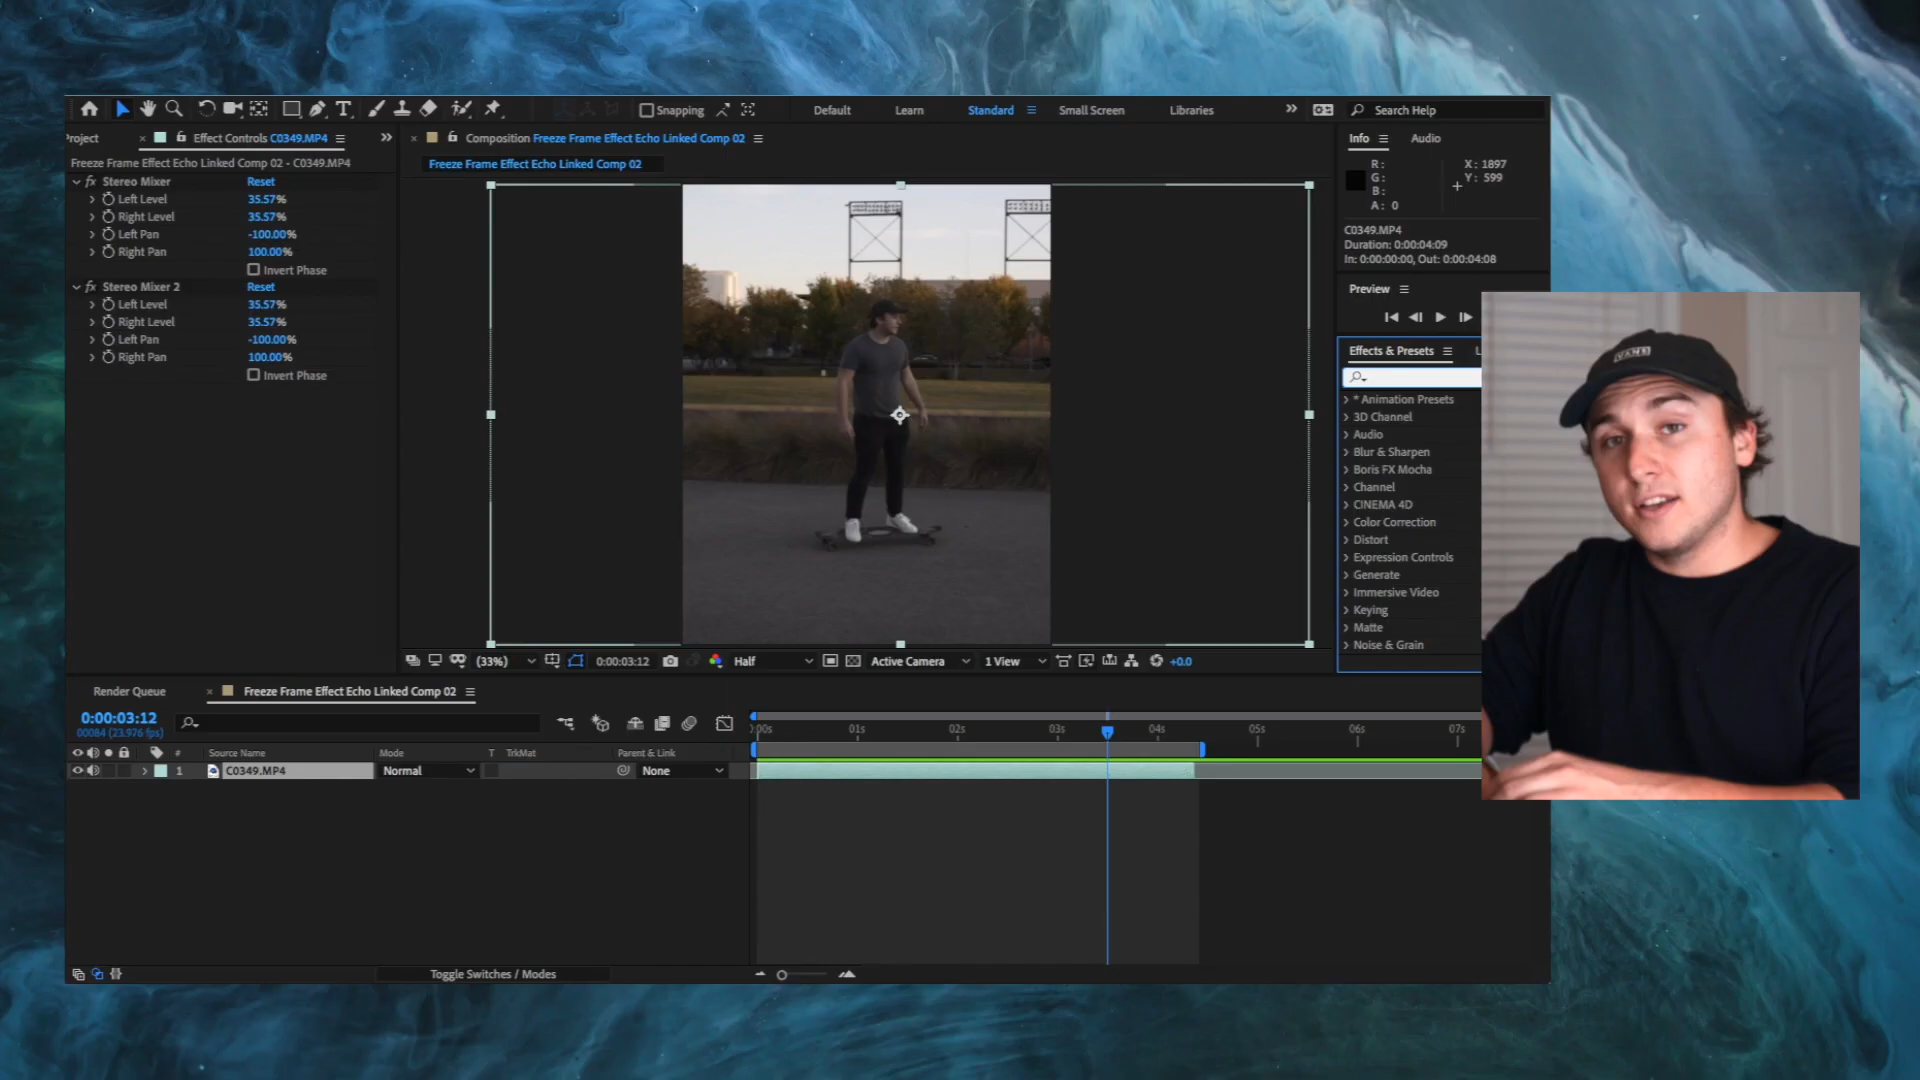 Snapping
Default
Learn
Standard
Small Screen
Libraries
Search Help
Project
Effect Controls C0349.MP4
Composition Freeze Frame Effect Echo Linked Comp 02
Info
Audio
Freeze Frame Effect Echo Linked Comp 02 - C0349.MP4
Freeze Frame Effect Echo Linked Comp 02
R:
G:
B:
A: 0
X: 1897
Y: 599
fx Stereo Mixer Reset
Left Level 35.57%
Right Level 35.57%
Left Pan -100.00%
Right Pan 100.00%
Invert Phase
fx Stereo Mixer 2 Reset
Left Level 35.57%
Right Level 35.57%
Left Pan -100.00%
Right Pan 100.00%
Invert Phase
C0349.MP4
Duration: 0:00:04:09
In: 0:00:00:00, Out: 0:00:04:08
Preview
Effects & Presets
* Animation Presets
3D Channel
Audio
Blur & Sharpen
Boris FX Mocha
Channel
CINEMA 4D
Color Correction
Distort
Expression Controls
Generate
Immersive Video
Keying
Matte
Noise & Grain
VANS
(33%) 0:00:03:12 Half Active Camera 1 View +0.0
Render Queue
Freeze Frame Effect Echo Linked Comp 02
0:00:03:12
00084 (23.976 fps)
:00s 01s 02s 03s 04s 05s 06s 07s
# Source Name Mode T TrkMat Parent & Link
1 C0349.MP4 Normal None
Toggle Switches / Modes